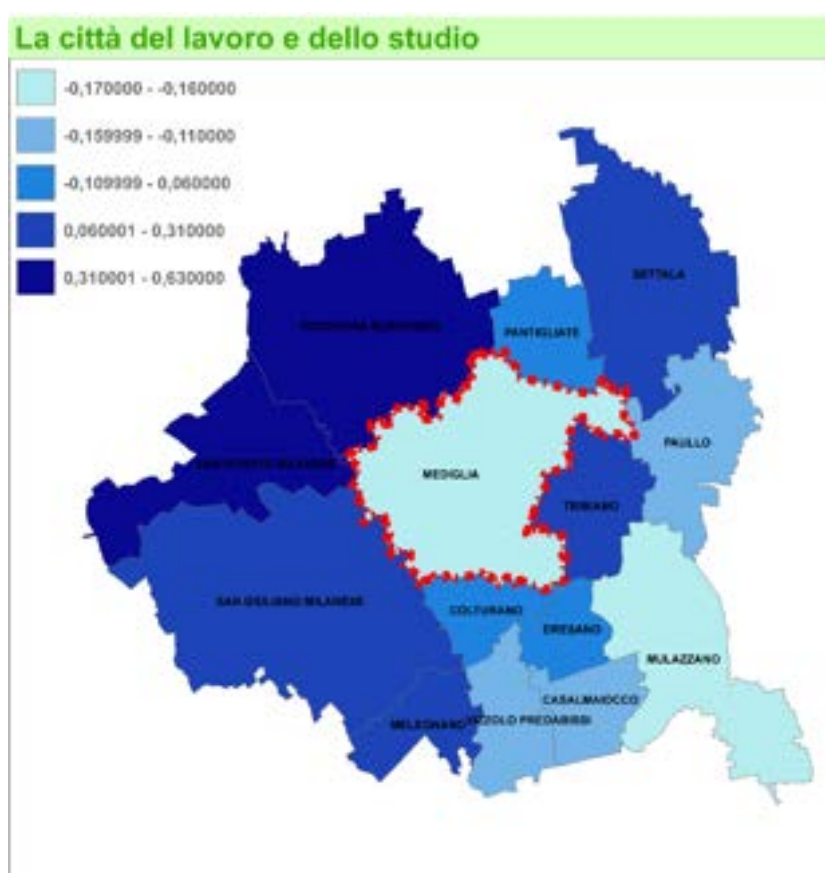 La città del lavoro e dello studio
-0,170000 - -0,160000
-0,159999 - -0,110000
-0,109999 - 0,060000
0,060001 - 0,310000
0,310001 - 0,630000
SETTALA
PANTIGLIATE
PAULLO
MEDIGLIA
TRIBIANO
SAN GIULIANO MILANESE
COLTURANO
DRESANO
MULAZZANO
CASALMAIOCCO
MELEGNANO
VIZZOLO PREDABISSI